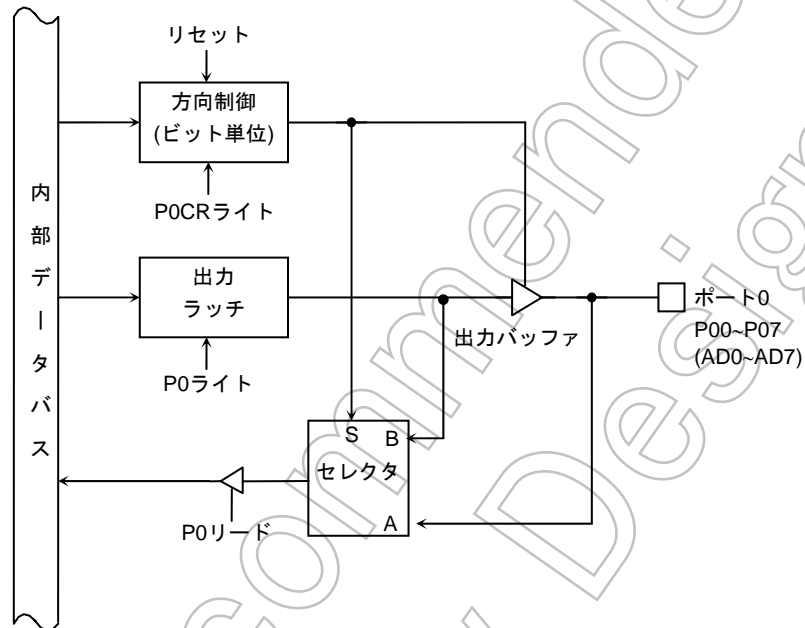 リセット
方向制御
(ビット単位)
P0CRライト
内部データバス
出力
ラッチ
P0ライト
出力バッファ
ポート0
P00~P07
(AD0~AD7)
S
B
セレクタ
A
P0リード
commende
Design